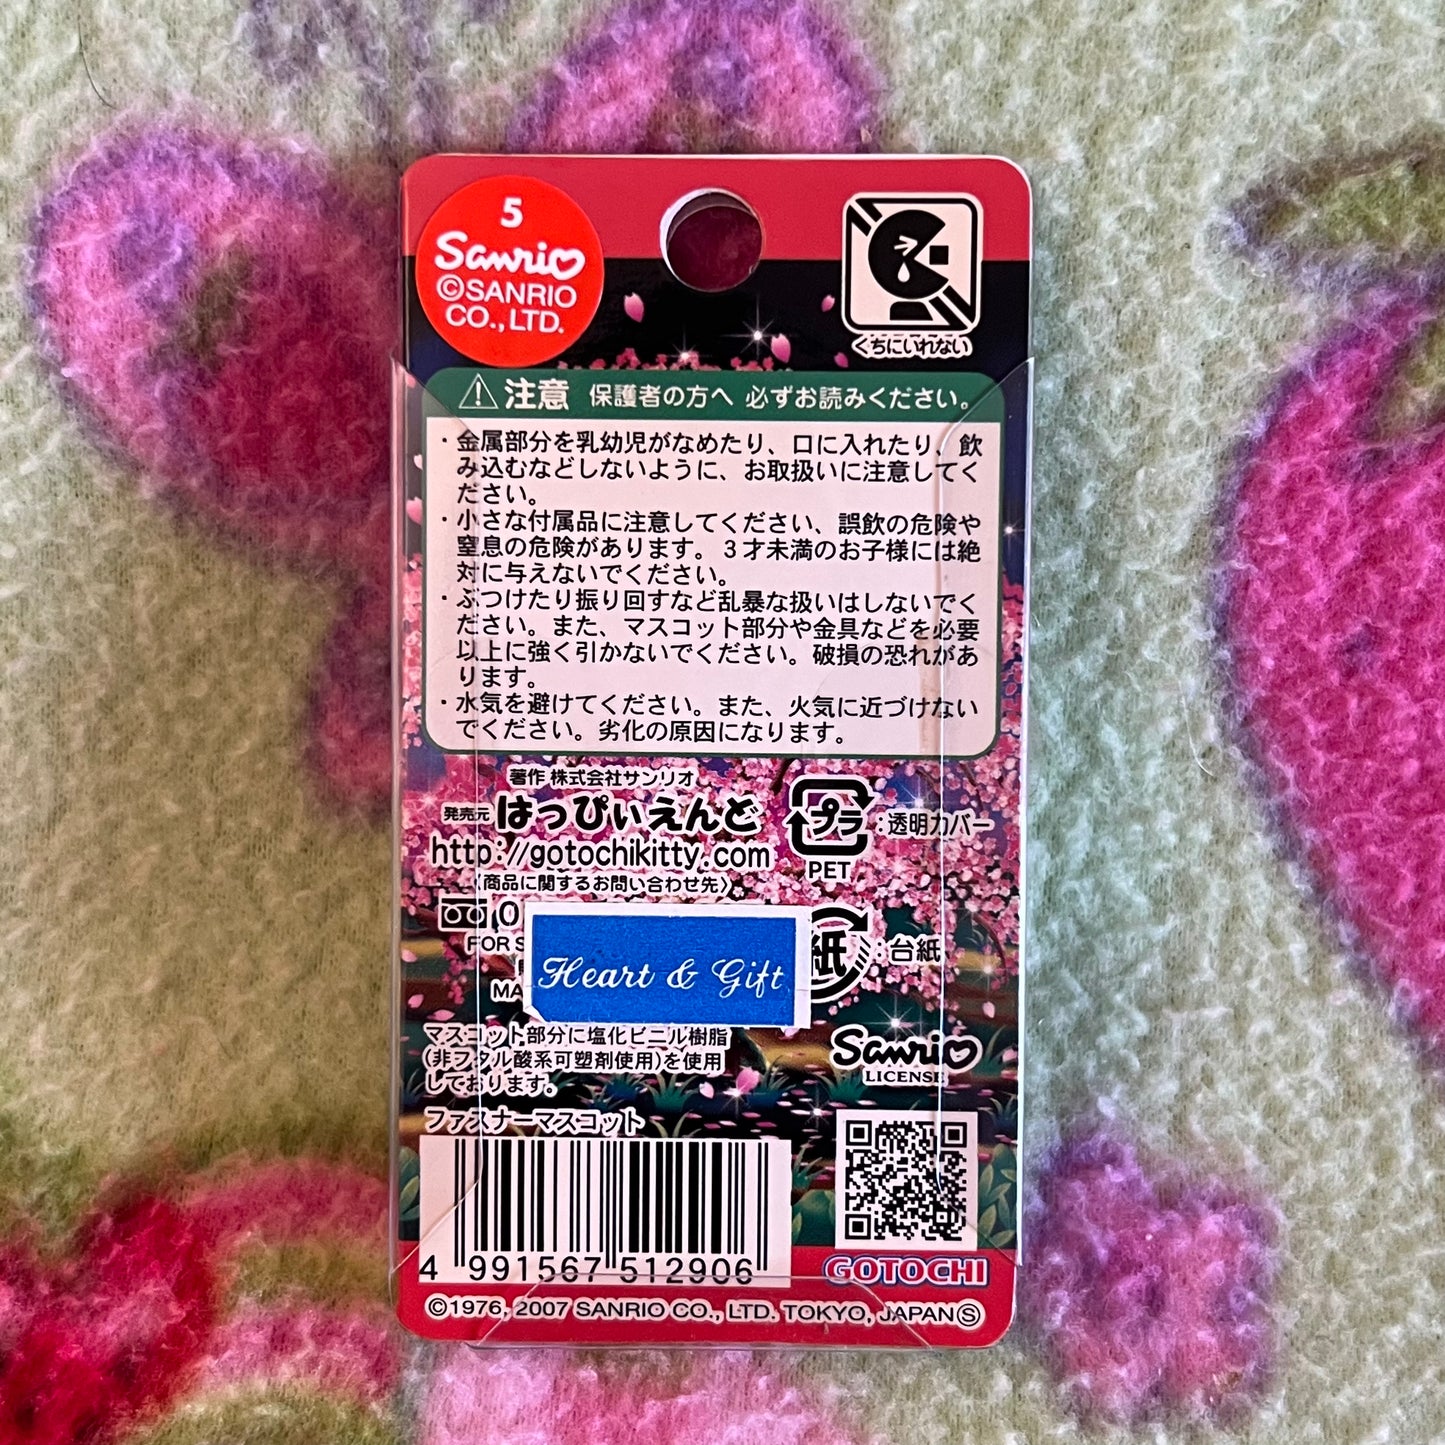 5
Sanrio
©SANRIO
CO.,LTD.
くちにいれない
注意 保護者の方へ 必ずお読みください。
・金属部分を乳幼児がなめたり、口に入れたり、飲
み込むなどしないように、お取扱いに注意してく
ださい。
・小さな付属品に注意してください、誤飲の危険や
窒息の危険があります。3才未満のお子様には絶
対に与えないでください。
・ぶつけたり振り回すなど乱暴な扱いはしないでく
ださい。また、マスコット部分や金具などを必要
以上に強く引かないでください。破損の恐れがあ
ります。
・水気を避けてください。また、火気に近づけない
でください。劣化の原因になります。
著作 株式会社サンリオ
発売元 はっぴぃえんど
http://gotochikitty.com
〈商品に関するお問い合わせ先〉
プラ :透明カバー
PET
0
FOR S
MA
Heart & Gift
紙 :台紙
マスコット部分に塩化ビニル樹脂
(非フタル酸系可塑剤使用)を使用
しております。
Sanrio
LICENSE
ファスナーマスコット
4 991567 512906
GOTOCHI
©1976, 2007 SANRIO CO., LTD. TOKYO, JAPAN Ⓢ